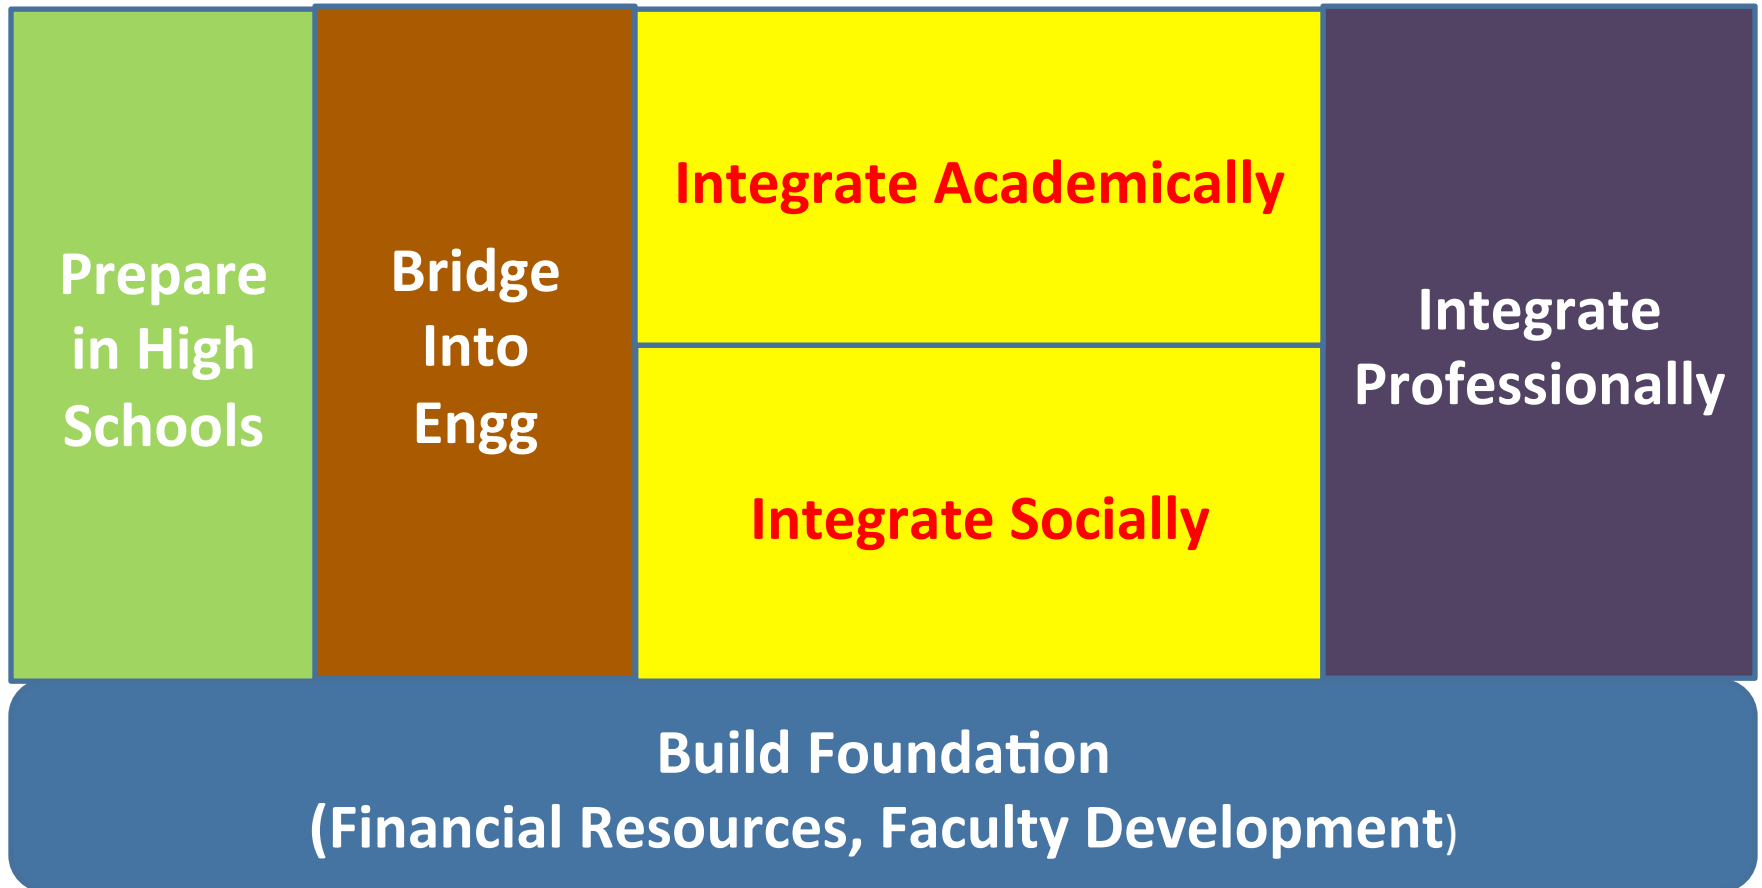 Prepare
in High
Schools
Bridge
Into
Engg
Integrate Academically
Integrate Socially
Integrate
Professionally
Build Foundation
(Financial Resources, Faculty Development)